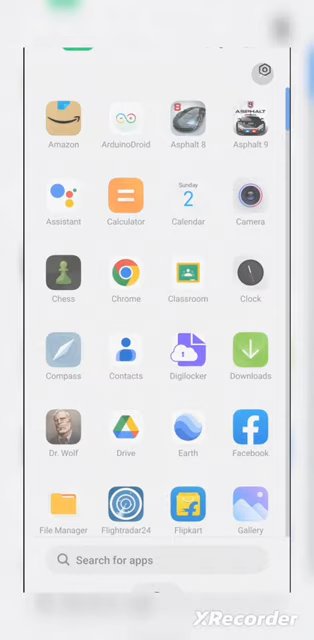 ASPHALT
Amazon
ArduinoDroid
Asphalt 8
Asphalt 9
Sunday
2
Assistant
Calculator
Calendar
Camera
Chess
Chrome
Classroom
Clock
Compass
Contacts
Digilocker
Downloads
Dr. Wolf
Drive
Earth
Facebook
File Manager
Flightradar24
Flipkart
Gallery
Search for apps
XRecorder